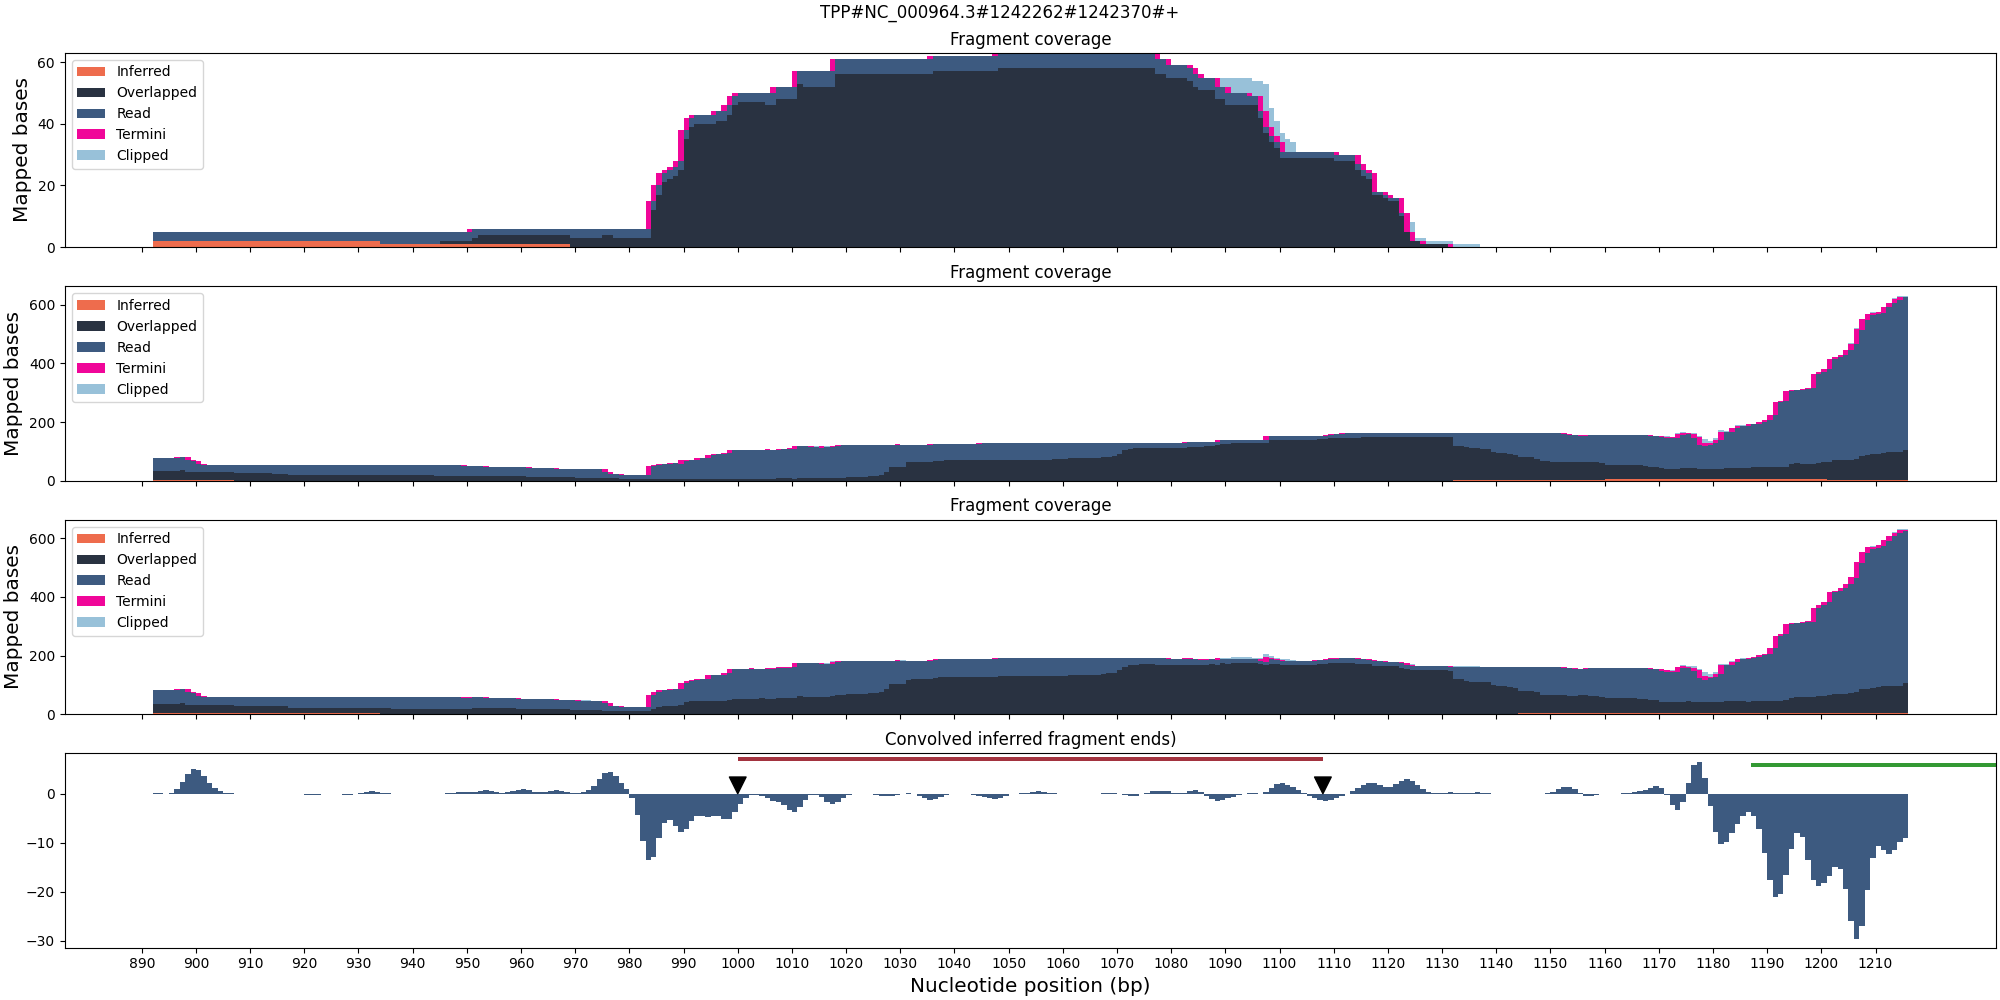 TPP#NC_000964.3#1242262#1242370#+
Fragment coverage
Mapped bases
60
40
20
0
Inferred
Overlapped
Read
Termini
Clipped
Fragment coverage
Mapped bases
600
400
200
0
Inferred
Overlapped
Read
Termini
Clipped
Fragment coverage
Mapped bases
600
400
200
0
Inferred
Overlapped
Read
Termini
Clipped
Convolved inferred fragment ends)
0
−10
−20
−30
890 900 910 920 930 940 950 960 970 980 990 1000 1010 1020 1030 1040 1050 1060 1070 1080 1090 1100 1110 1120 1130 1140 1150 1160 1170 1180 1190 1200 1210
Nucleotide position (bp)